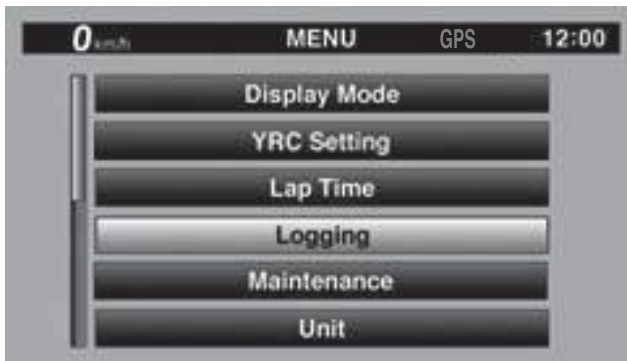 0 km/h MENU GPS 12:00
Display Mode
YRC Setting
Lap Time
Logging
Maintenance
Unit